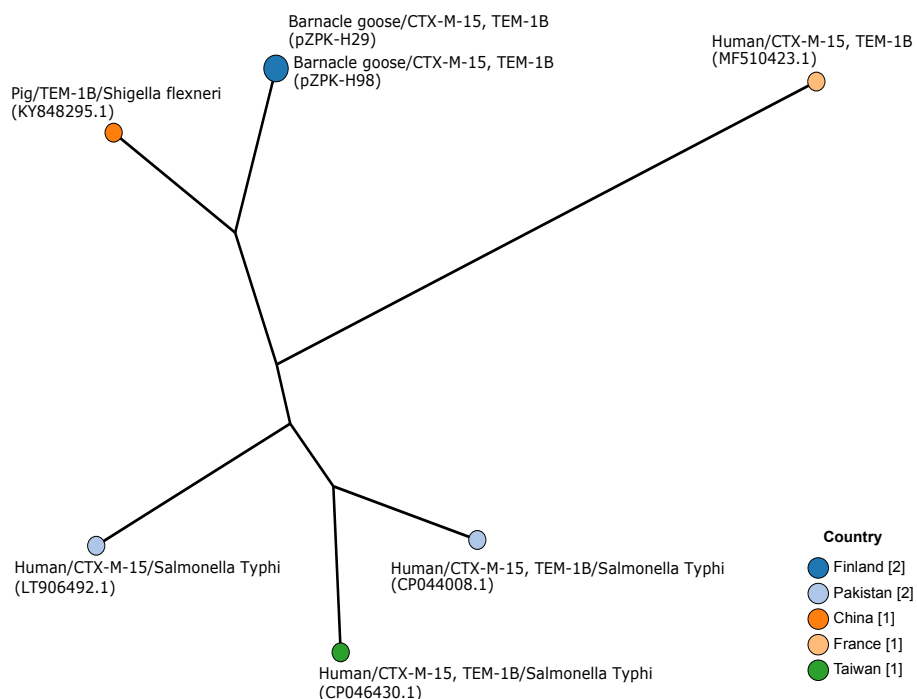 Barnacle goose/CTX-M-15, TEM-1B
(pZPK-H29)
Barnacle goose/CTX-M-15, TEM-1B
(pZPK-H98)
Human/CTX-M-15, TEM-1B
(MF510423.1)
Pig/TEM-1B/Shigella flexneri
(KY848295.1)
Human/CTX-M-15/Salmonella Typhi
(LT906492.1)
Human/CTX-M-15, TEM-1B/Salmonella Typhi
(CP044008.1)
Human/CTX-M-15, TEM-1B/Salmonella Typhi
(CP046430.1)
Country
Finland [2]
Pakistan [2]
China [1]
France [1]
Taiwan [1]